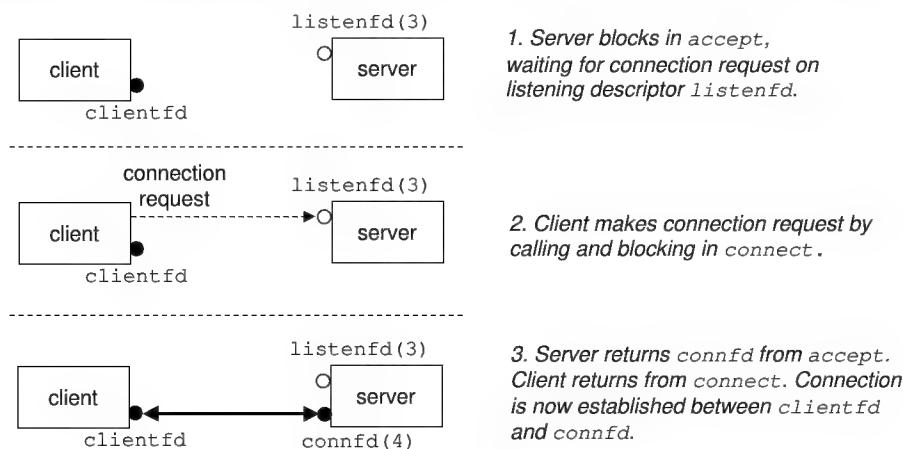 listenfd(3)
client
server
clientfd
1. Server blocks in accept,
waiting for connection request on
listening descriptor listenfd.
connection
request
listenfd(3)
client
server
clientfd
2. Client makes connection request by
calling and blocking in connect.
listenfd(3)
client
server
clientfd
connfd(4)
3. Server returns connfd from accept.
Client returns from connect. Connection
is now established between clientfd
and connfd.